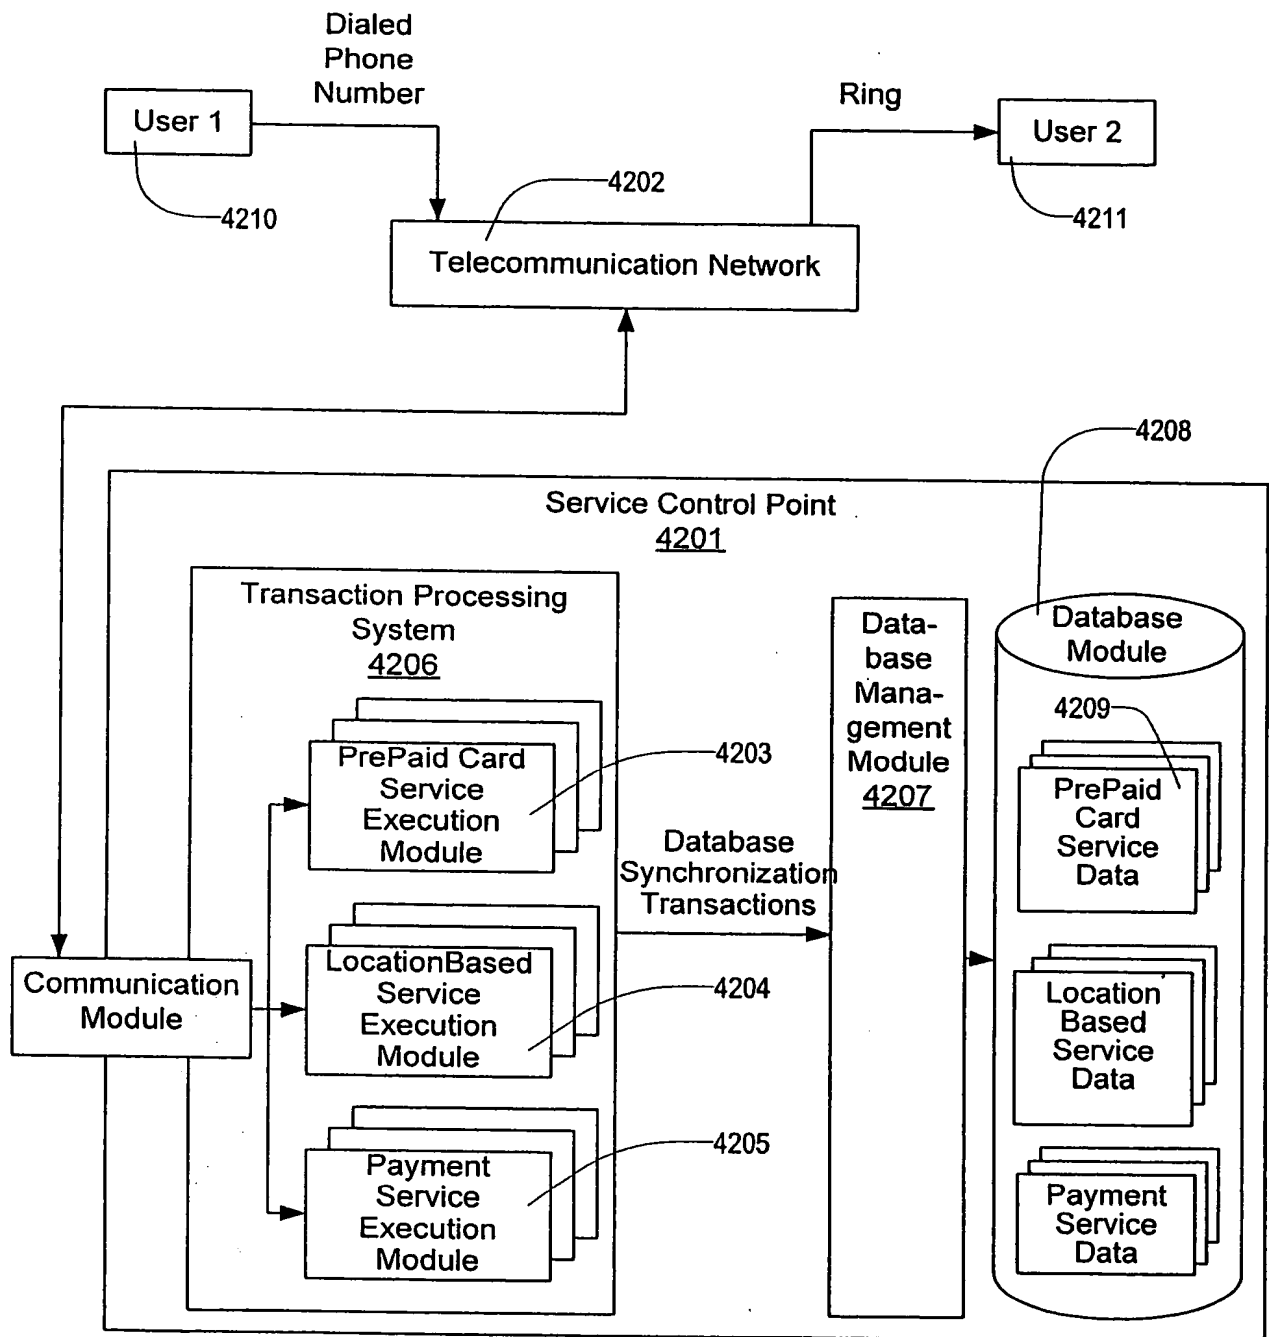 Dialed
Phone
Number
Ring
User 1
User 2
4202
4210
4211
Telecommunication Network
4208
Service Control Point
4201
Transaction Processing
System
4206
Data-
base
Mana-
gement
Module
4207
Database
Module
4209
PrePaid Card
Service
Execution
Module
4203
PrePaid
Card
Service
Data
Database
Synchronization
Transactions
Communication
Module
LocationBased
Service
Execution
Module
4204
Location
Based
Service
Data
Payment
Service
Execution
Module
4205
Payment
Service
Data